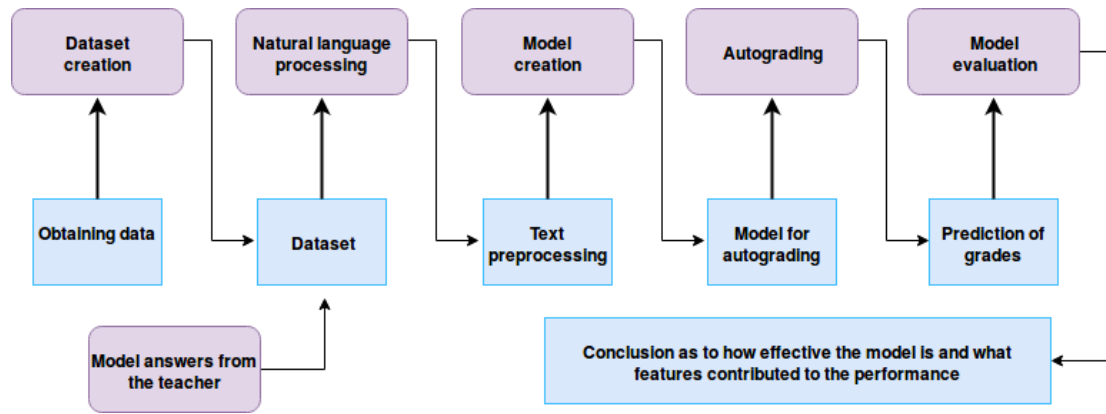 Dataset
creation
Natural language
processing
Model
creation
Autograding
Model
evaluation
Obtaining data
Dataset
Text
preprocessing
Model for
autograding
Prediction of
grades
Model answers from
the teacher
Conclusion as to how effective the model is and what
features contributed to the performance